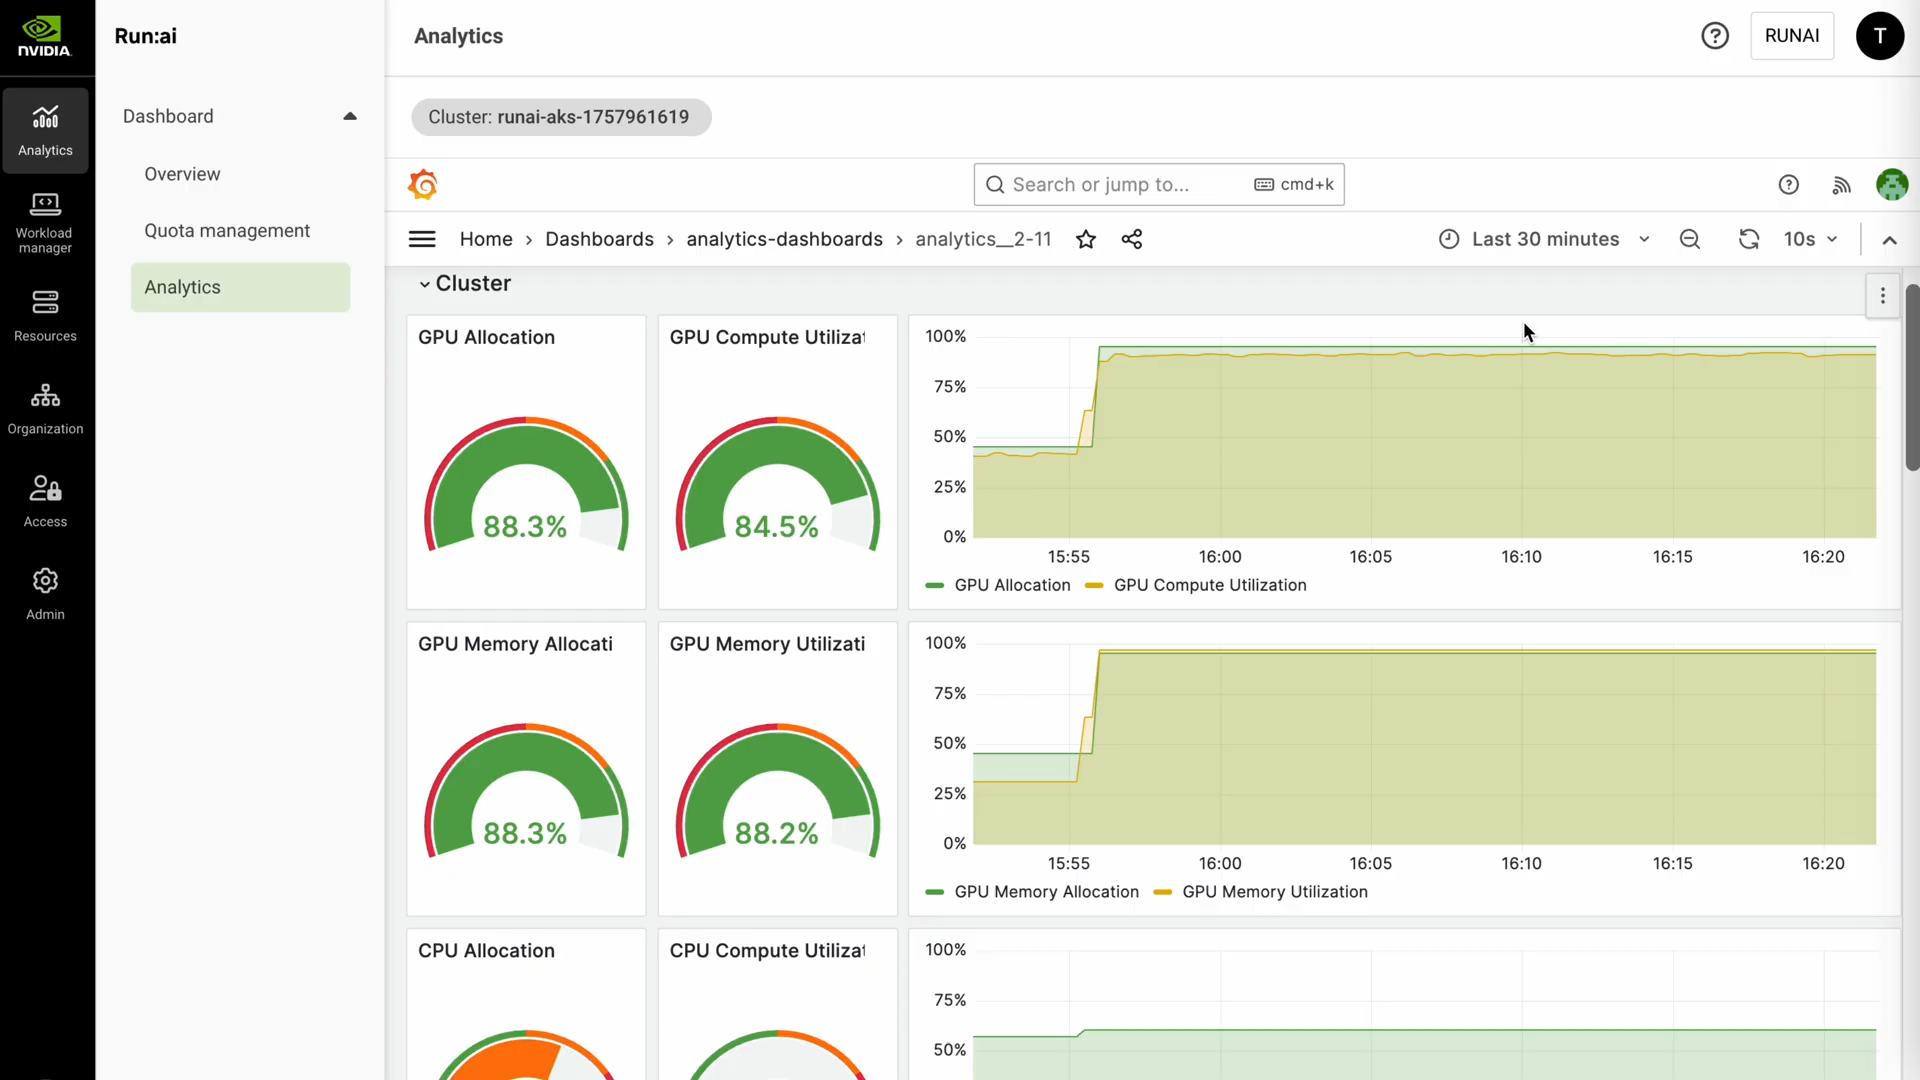 NVIDIA
Run:ai
Analytics
RUNAI
T
Cluster: runai-aks-1757961619
Analytics
Workload
manager
Resources
Organization
Access
Admin
Dashboard
Overview
Quota management
Analytics
Search or jump to...
cmd+k
Home > Dashboards > analytics-dashboards > analytics__2-11
Last 30 minutes
10s
Cluster
GPU Allocation
88.3%
GPU Compute Utilizat
84.5%
100%
75%
50%
25%
0%
15:55 16:00 16:05 16:10 16:15 16:20
GPU Allocation GPU Compute Utilization
GPU Memory Allocati
88.3%
GPU Memory Utilizati
88.2%
100%
75%
50%
25%
0%
15:55 16:00 16:05 16:10 16:15 16:20
GPU Memory Allocation GPU Memory Utilization
CPU Allocation
CPU Compute Utilizat
100%
75%
50%